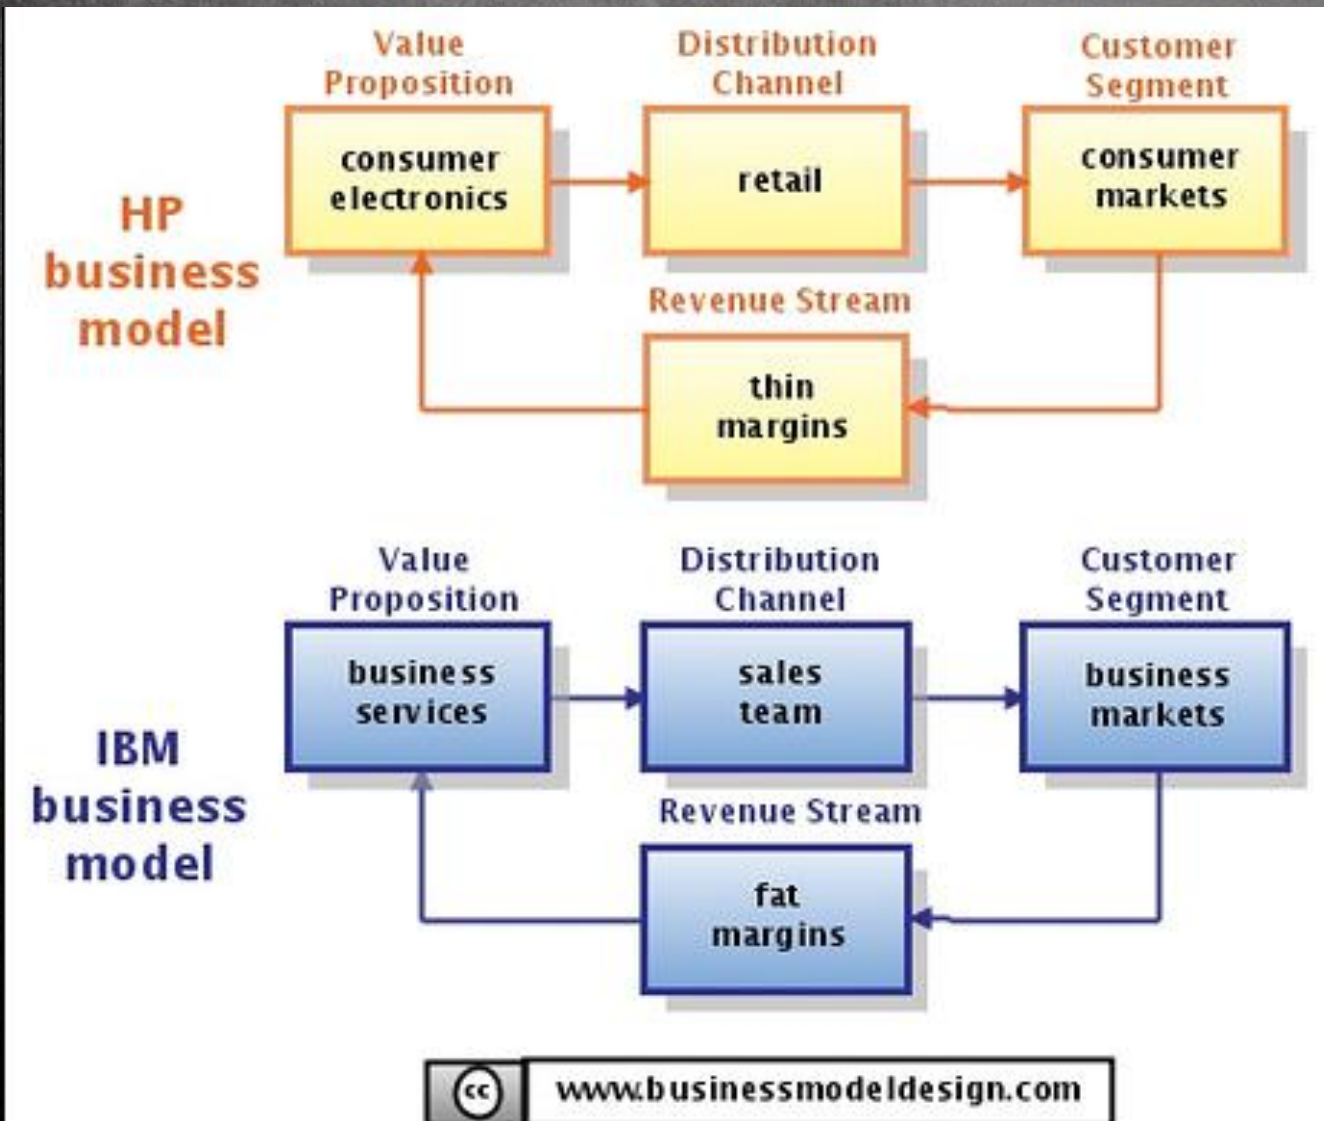 Value
Proposition
Distribution
Channel
Customer
Segment
HP
business
model
consumer
electronics
retail
consumer
markets
Revenue Stream
thin
margins
Value
Proposition
Distribution
Channel
Customer
Segment
IBM
business
model
business
services
sales
team
business
markets
Revenue Stream
fat
margins
cc
www.businessmodeldesign.com